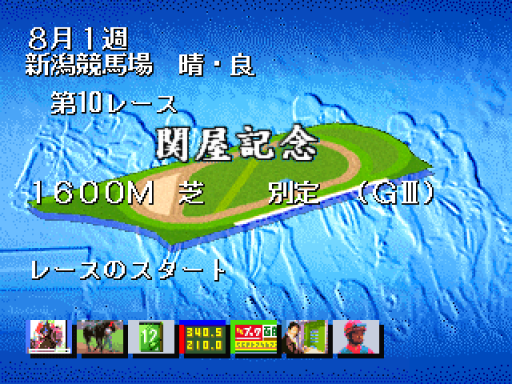 8月1週
新潟競馬場　晴・良
第10レース
関屋記念
1600M　芝　別定　（GⅢ）
レースのスタート
12
340.5
210.0